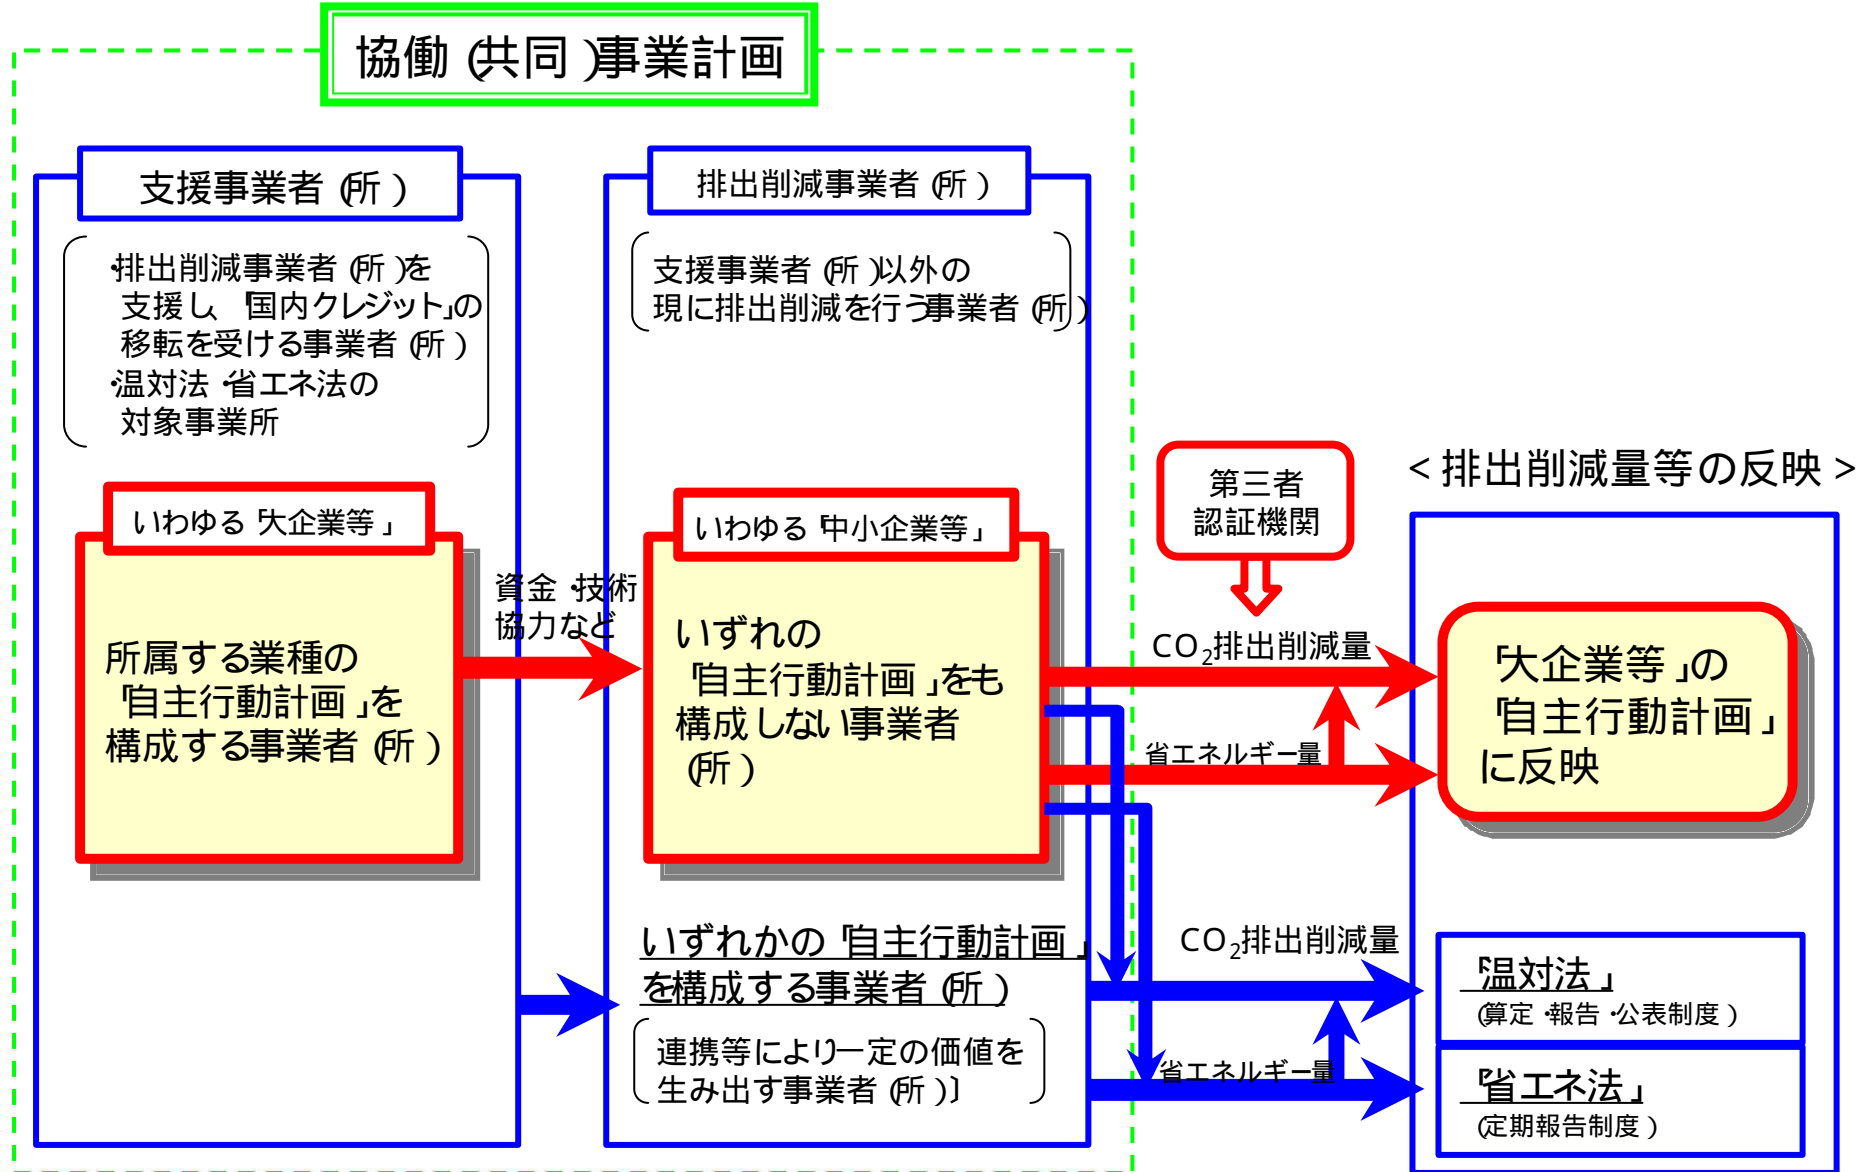 協働(共同)事業計画
支援事業者(所)
・排出削減事業者(所)を
支援し、「国内クレジット」の
移転を受ける事業者(所)
・温対法・省エネ法の
対象事業所
いわゆる「大企業等」
所属する業種の
「自主行動計画」を
構成する事業者(所)
資金・技術
協力など
排出削減事業者(所)
支援事業者(所)以外の
現に排出削減を行う事業者(所)
いわゆる「中小企業等」
いずれの
「自主行動計画」をも
構成しない事業者
(所)
いずれかの「自主行動計画」
を構成する事業者(所)
連携等により一定の価値を
生み出す事業者(所)〕
第三者
認証機関
CO₂排出削減量
省エネルギー量
CO₂排出削減量
省エネルギー量
<排出削減量等の反映>
「大企業等」の
「自主行動計画」
に反映
「温対法」
(算定・報告・公表制度)
「省エネ法」
(定期報告制度)